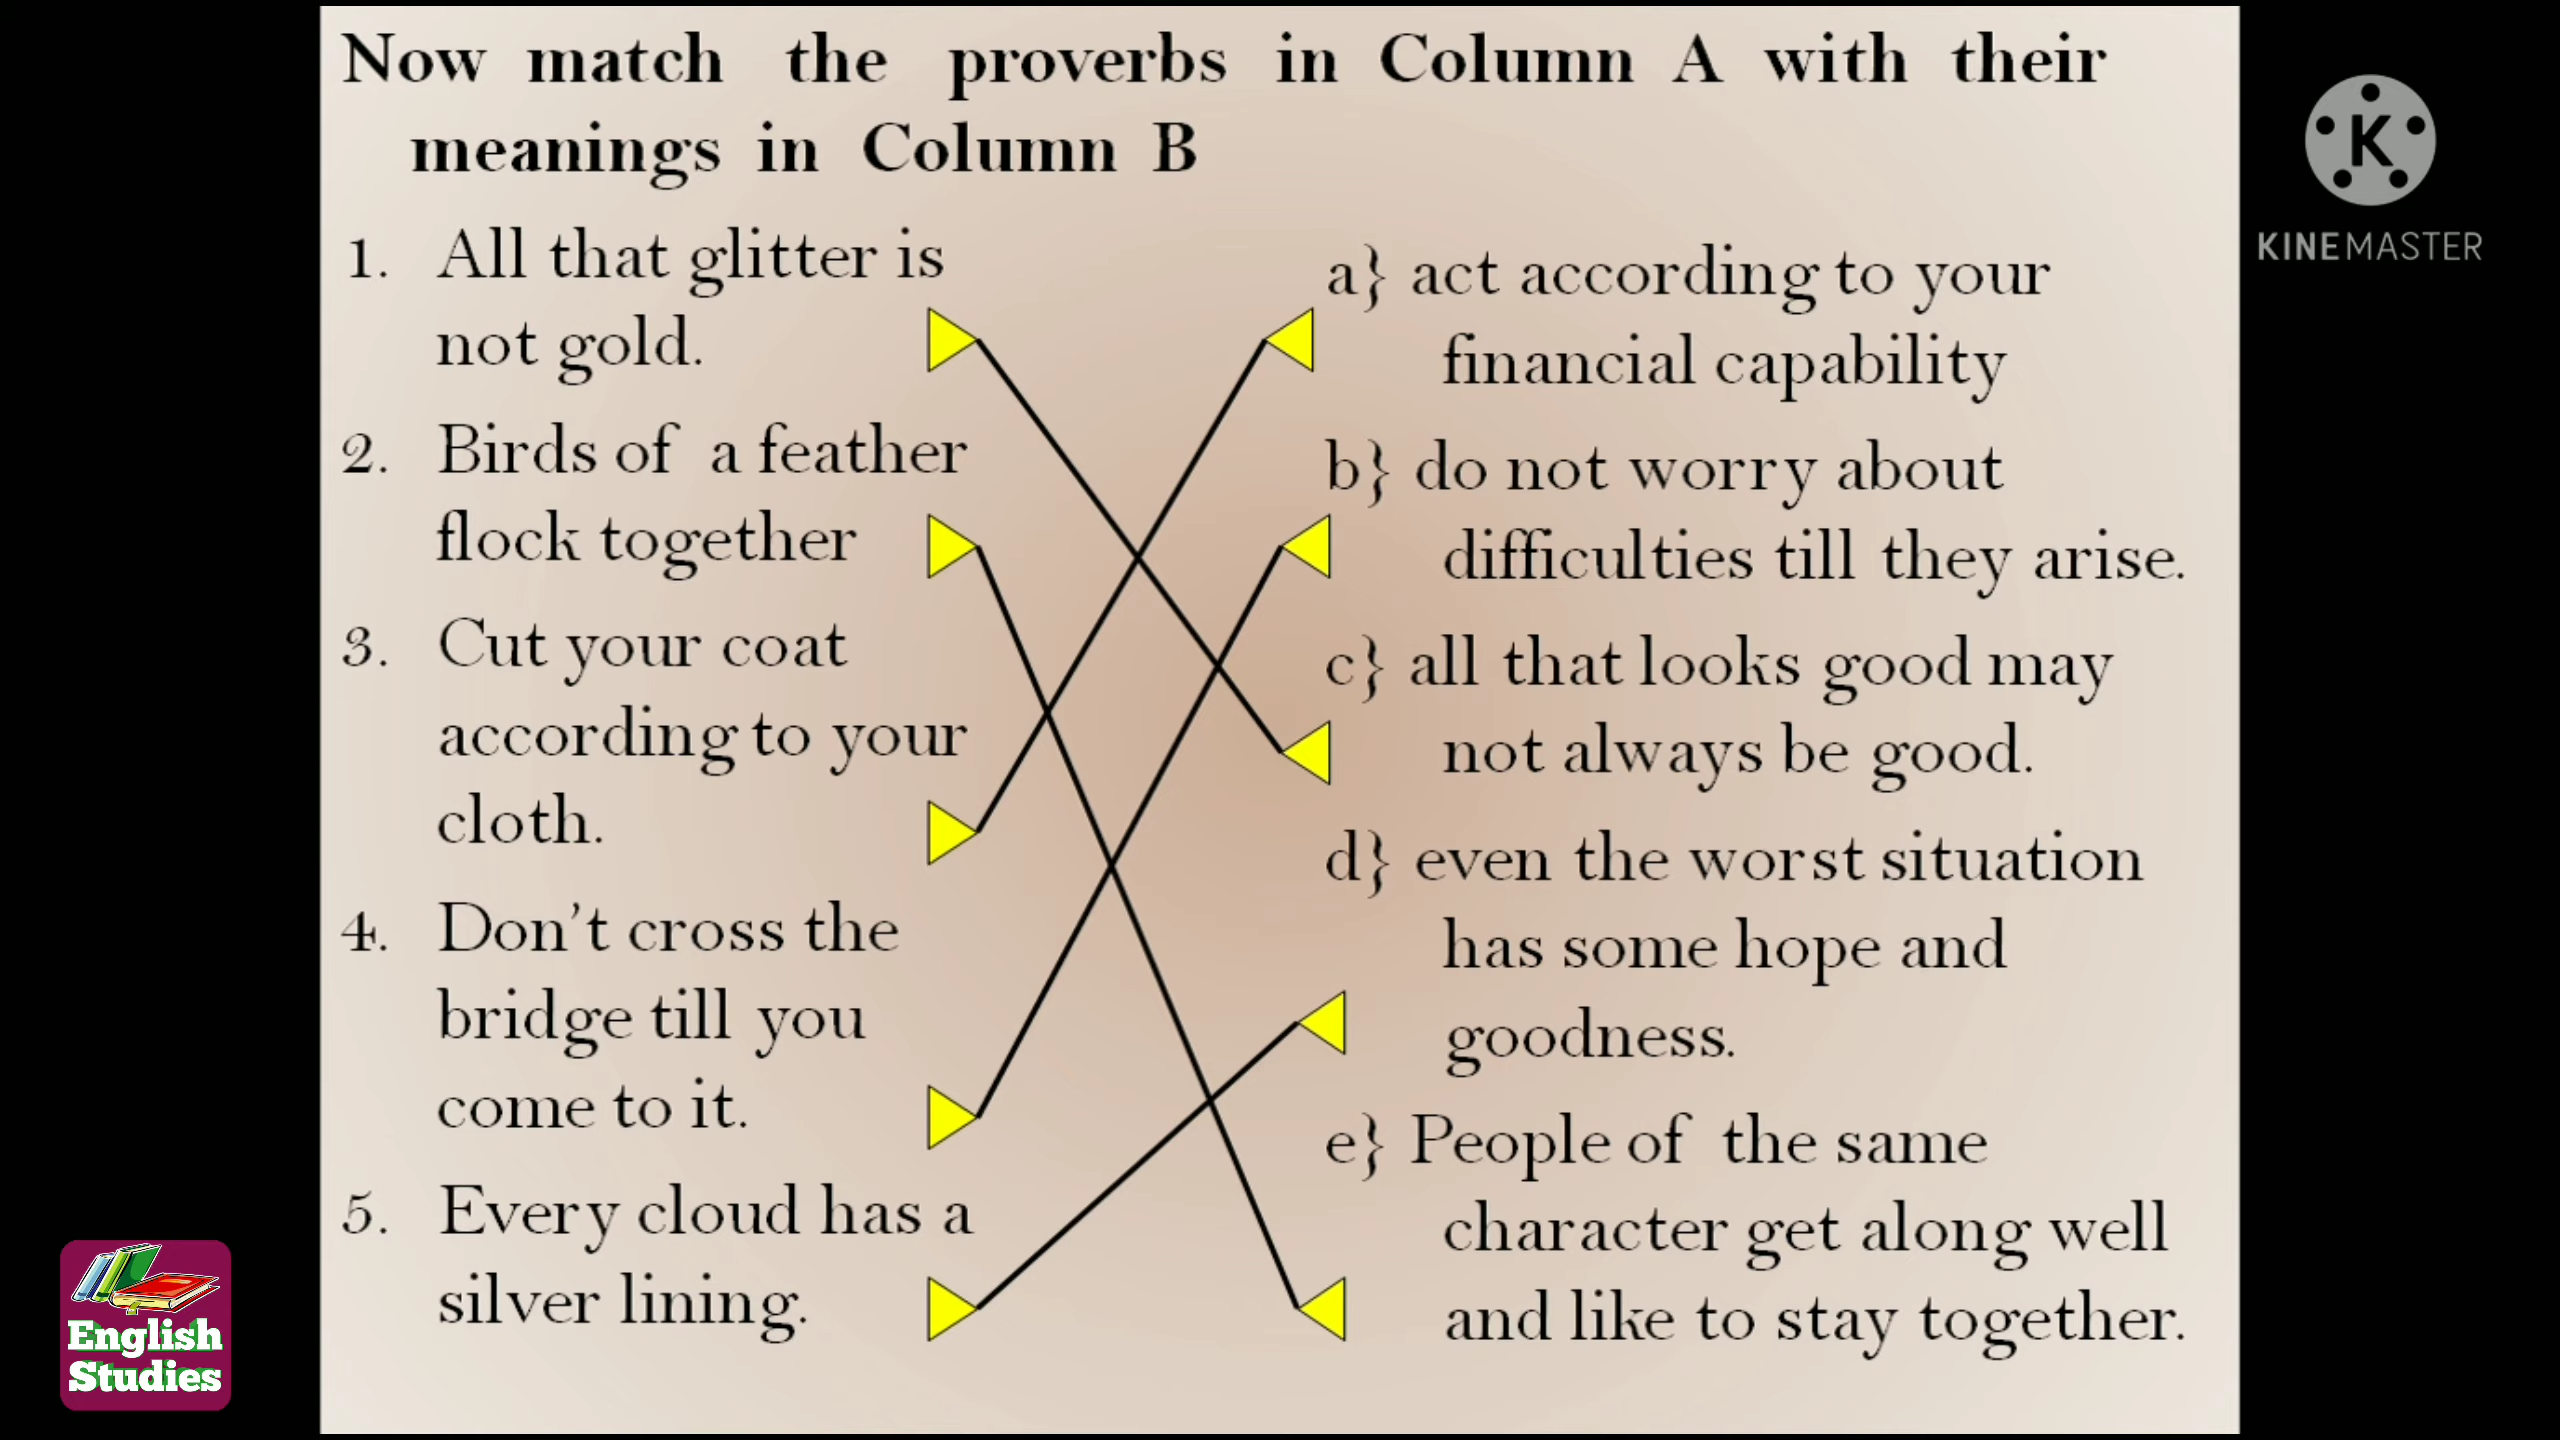 Now match the proverbs in Column A with their
meanings in Column B
1. All that glitter is
not gold.
2. Birds of a feather
flock together
3. Cut your coat
according to your
cloth.
4. Don't cross the
bridge till you
come to it.
5. Every cloud has a
silver lining.
a} act according to your
financial capability
b} do not worry about
difficulties till they arise.
c} all that looks good may
not always be good.
d} even the worst situation
has some hope and
goodness.
e} People of the same
character get along well
and like to stay together.
K
KINEMASTER
English
Studies